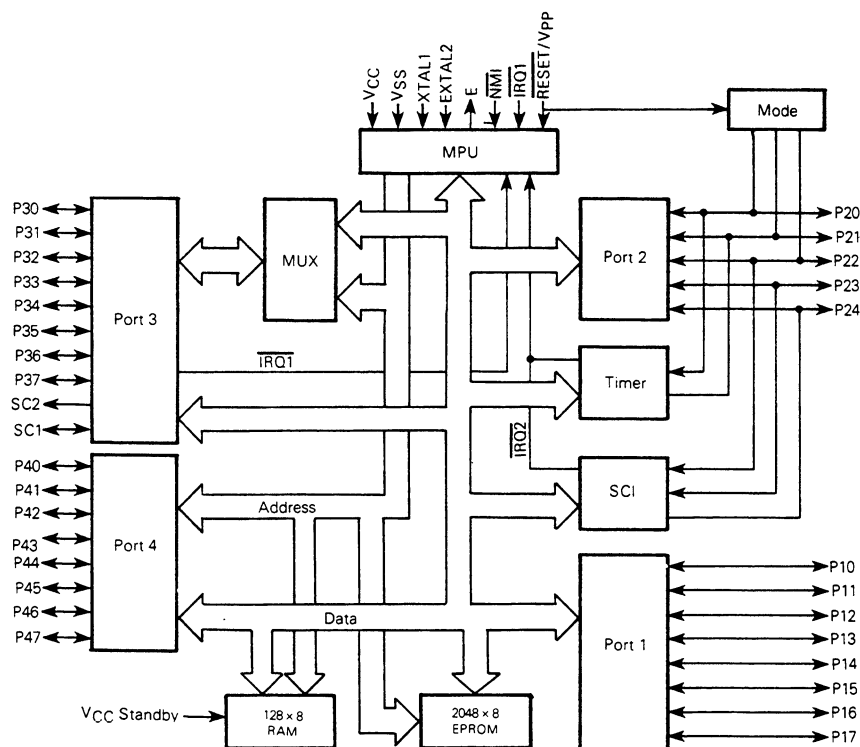 VCC
VSS
XTAL1
EXTAL2
E
NMI
IRQ1
RESET/VPP
Mode
MPU
P30
P31
P32
P33
P34
P35
P36
P37
SC2
SC1
Port 3
MUX
IRQ1
Port 2
P20
P21
P22
P23
P24
Timer
IRQ2
SCI
P40
P41
P42
P43
P44
P45
P46
P47
Port 4
Address
Data
Port 1
P10
P11
P12
P13
P14
P15
P16
P17
VCC Standby
128 × 8
RAM
2048 × 8
EPROM